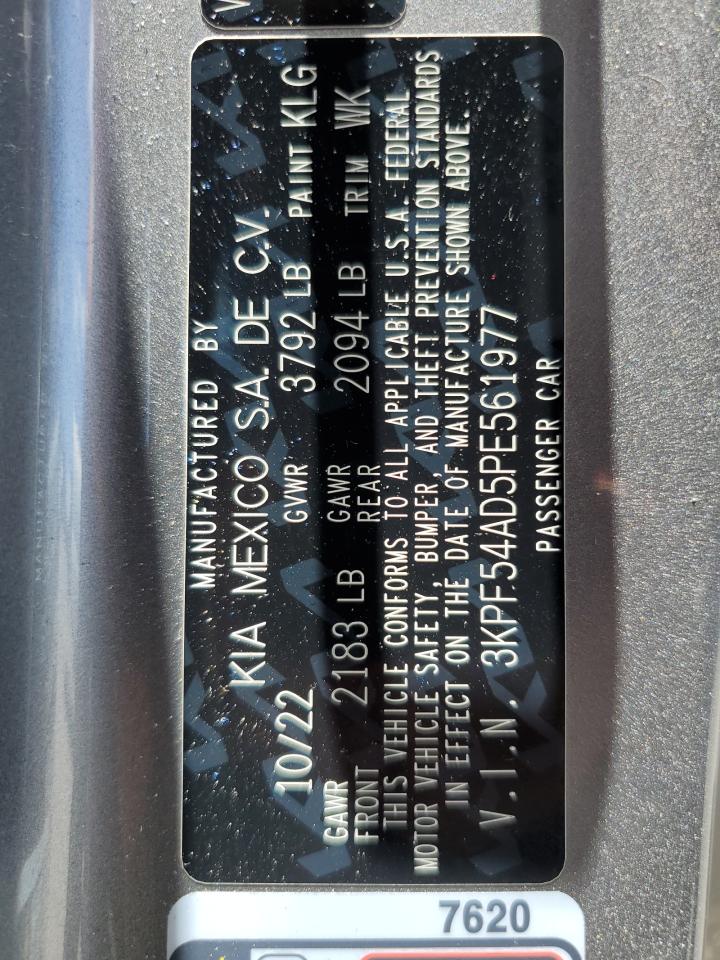 MANUFACTURED BY
KIA MEXICO S.A. DE C.V.
10/22 GVWR 3792 LB PAINT KLG
GAWR FRONT 2183 LB GAWR REAR 2094 LB TRIM WK
THIS VEHICLE CONFORMS TO ALL APPLICABLE U.S.A. FEDERAL
MOTOR VEHICLE SAFETY, BUMPER, AND THEFT PREVENTION STANDARDS
IN EFFECT ON THE DATE OF MANUFACTURE SHOWN ABOVE.
V.I.N. 3KPF54AD5PE561977
PASSENGER CAR
7620